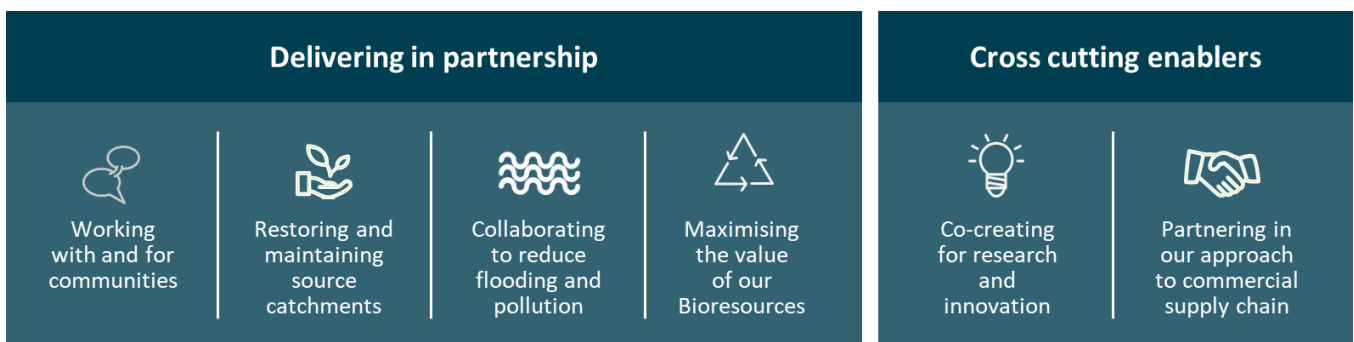 Delivering in partnership
Working
with and for
communities
Restoring and
maintaining
source
catchments
Collaborating
to reduce
flooding and
pollution
Maximising
the value
of our
Bioresources
Cross cutting enablers
Co-creating
for research
and
innovation
Partnering in
our approach
to commercial
supply chain